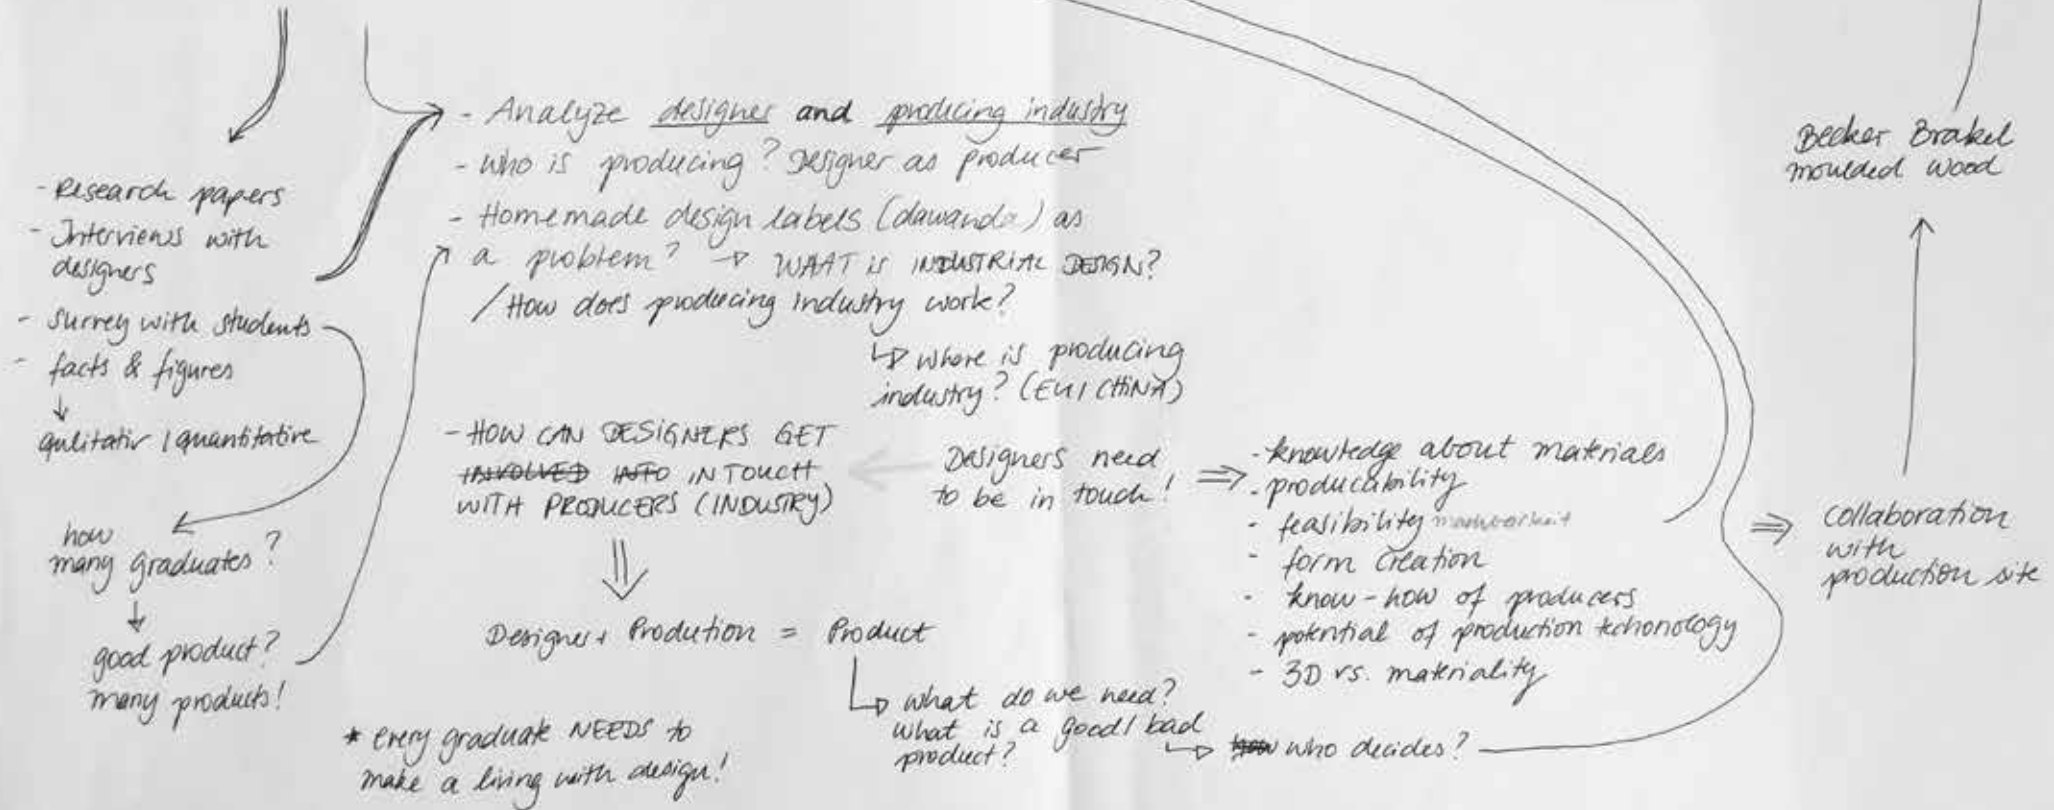 - Research papers
- Interviews with
designers
- Survey with students
- facts & figures
qulitativ / quantitative
how
many graduates?
good product?
many products!
- Analyze designer and producing industry
- Who is producing? Designer as producer
- Homemade design labels (dawanda) as
a problem? → WHAT is INDUSTRIAL DESIGN?
/ How does producing industry work?
↳ where is producing
industry? (EU / CHINA)
- HOW CAN DESIGNERS GET
INVOLVED INTO IN TOUCH
WITH PRODUCERS (INDUSTRY)
Designers need
to be in touch!
Designer + Prodution = Product
↳ what do we need?
what is a good / bad
product?
who decides?
* every graduate NEEDS to
make a living with design!
- knowledge about materials
- producability
- feasibility machbarkeit
- form creation
- know-how of producers
- potential of production techonology
- 3D vs. materiality
collaboration
with
production site
Becker Brakel
moulded wood